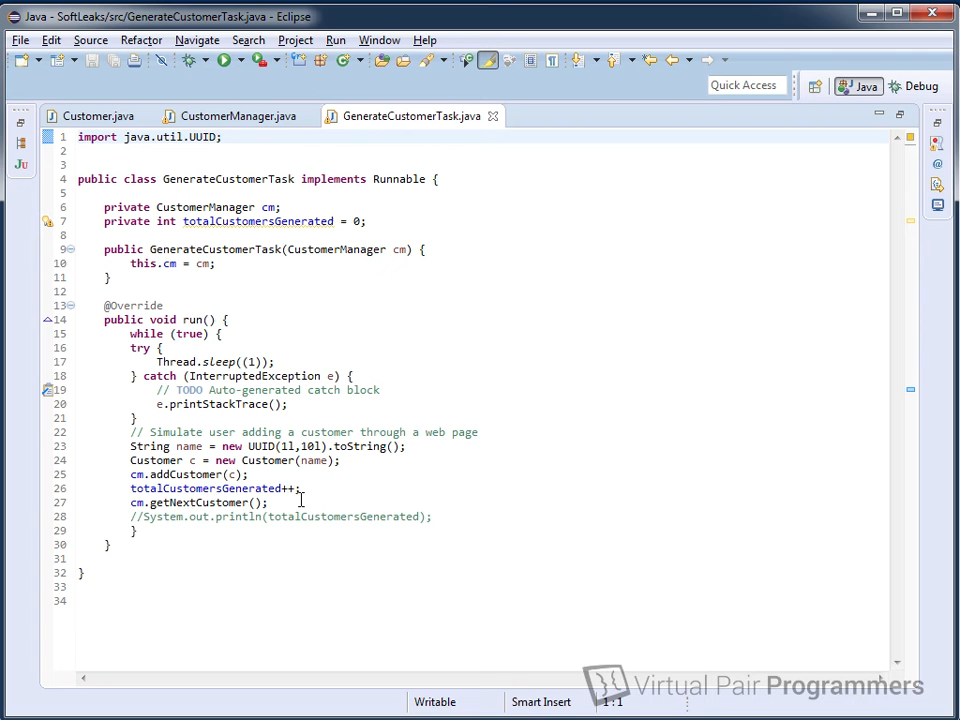 Java - SoftLeaks/src/GenerateCustomerTask.java - Eclipse
File Edit Source Refactor Navigate Search Project Run Window Help
Quick Access Java Debug
Customer.java CustomerManager.java GenerateCustomerTask.java
1 import java.util.UUID;
2
3
4 public class GenerateCustomerTask implements Runnable {
5
6 private CustomerManager cm;
7 private int totalCustomersGenerated = 0;
8
9 public GenerateCustomerTask(CustomerManager cm) {
10 this.cm = cm;
11 }
12
13 @Override
14 public void run() {
15 while (true) {
16 try {
17 Thread.sleep((1));
18 } catch (InterruptedException e) {
19 // TODO Auto-generated catch block
20 e.printStackTrace();
21 }
22 // Simulate user adding a customer through a web page
23 String name = new UUID(1l,10l).toString();
24 Customer c = new Customer(name);
25 cm.addCustomer(c);
26 totalCustomersGenerated++;
27 cm.getNextCustomer();
28 //System.out.println(totalCustomersGenerated);
29 }
30 }
31
32 }
33
34
Virtual Pair Programmers
Writable Smart Insert 1:1